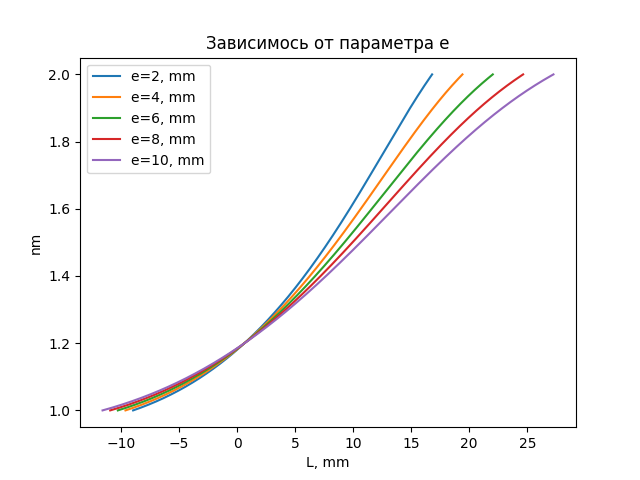 Зависимось от параметра e
e=2, mm
e=4, mm
e=6, mm
e=8, mm
e=10, mm
2.0
1.8
1.6
1.4
1.2
1.0
nm
−10
−5
0
5
10
15
20
25
L, mm